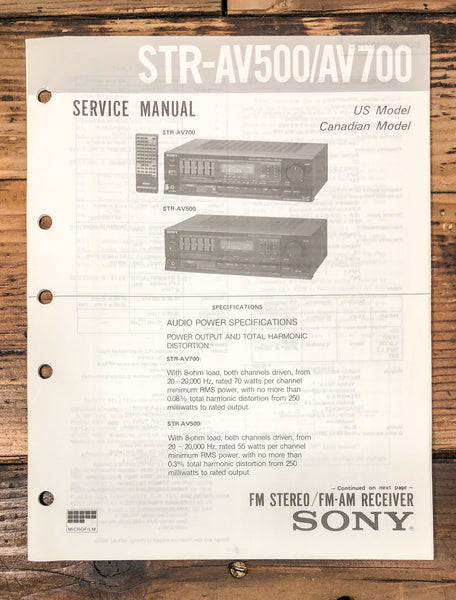 STR-AV500/AV700
SERVICE MANUAL
US Model
Canadian Model
STR-AV700
SONY
STR-AV500
SONY
SPECIFICATIONS
AUDIO POWER SPECIFICATIONS
POWER OUTPUT AND TOTAL HARMONIC
DISTORTION:
STR-AV700:
With 8-ohm load, both channels driven, from
20 – 20,000 Hz, rated 70 watts per channel
minimum RMS power, with no more than
0.08% total harmonic distortion from 250
milliwatts to rated output.
STR-AV500:
With 8-ohm load, both channels driven, from
20 – 20,000 Hz, rated 55 watts per channel
minimum RMS power, with no more than
0.3% total harmonic distortion from 250
milliwatts to rated output.
— Continued on next page —
FM STEREO/FM-AM RECEIVER
MICROFILM
SONY®